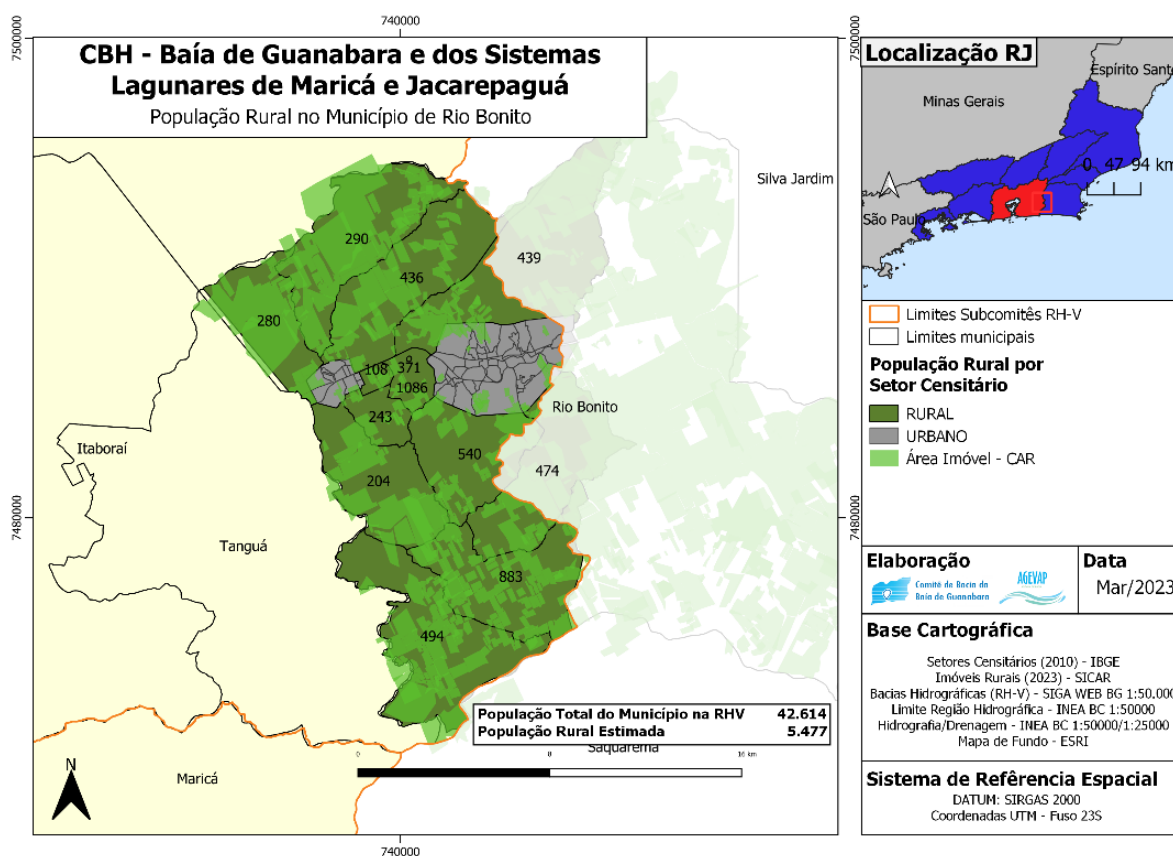 740000
7500000
7500000
CBH - Baía de Guanabara e dos Sistemas
Lagunares de Maricá e Jacarepaguá
População Rural no Município de Rio Bonito
Silva Jardim
290
439
436
280
108
371
1086
Rio Bonito
243
Itaboraí
540
474
204
7480000
7480000
Tanguá
883
494
População Total do Município na RHV 42.614
População Rural Estimada 5.477
Saquarema
0 8 16 km
Maricá
N
740000
Localização RJ
Espírito Santo
Minas Gerais
0 47 94 km
São Paulo
Limites Subcomitês RH-V
Limites municipais
População Rural por
Setor Censitário
RURAL
URBANO
Área Imóvel - CAR
Elaboração
Comitê da Bacia da
Baía de Guanabara
AGEVAP
Data
Mar/2023
Base Cartográfica
Setores Censitários (2010) - IBGE
Imóveis Rurais (2023) - SICAR
Bacias Hidrográficas (RH-V) - SIGA WEB BG 1:50.000
Limite Região Hidrográfica - INEA BC 1:50000
Hidrografia/Drenagem - INEA BC 1:50000/1:25000
Mapa de Fundo - ESRI
Sistema de Refêrencia Espacial
DATUM: SIRGAS 2000
Coordenadas UTM - Fuso 23S